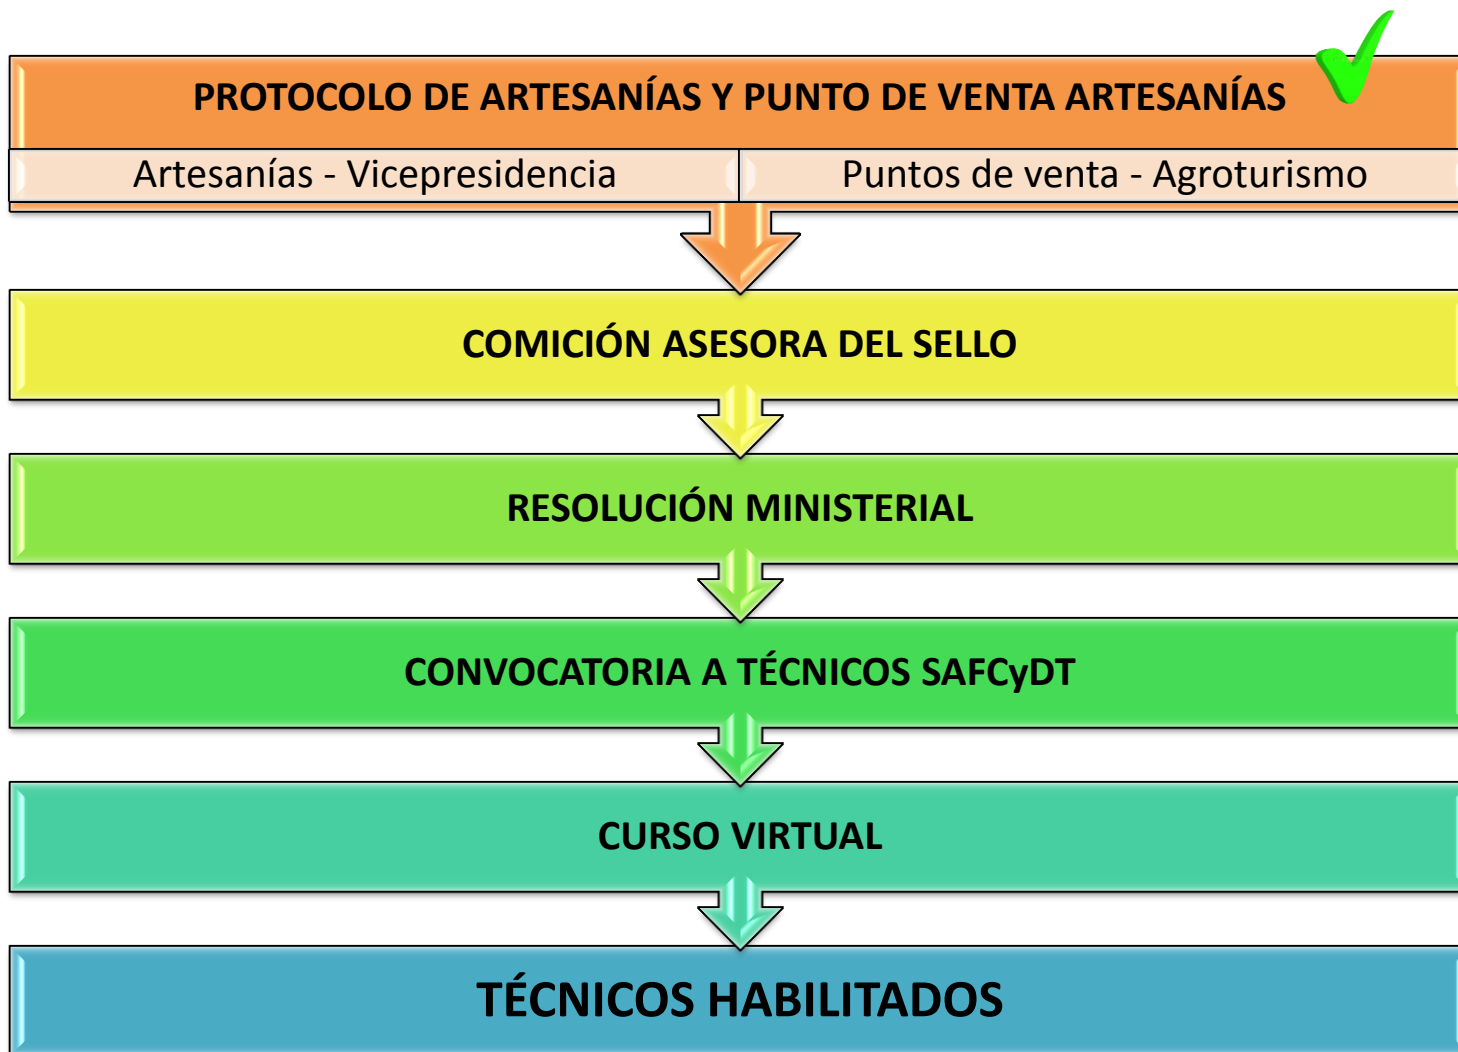 PROTOCOLO DE ARTESANÍAS Y PUNTO DE VENTA ARTESANÍAS
Artesanías - Vicepresidencia
Puntos de venta - Agroturismo
COMICIÓN ASESORA DEL SELLO
RESOLUCIÓN MINISTERIAL
CONVOCATORIA A TÉCNICOS SAFCyDT
CURSO VIRTUAL
TÉCNICOS HABILITADOS